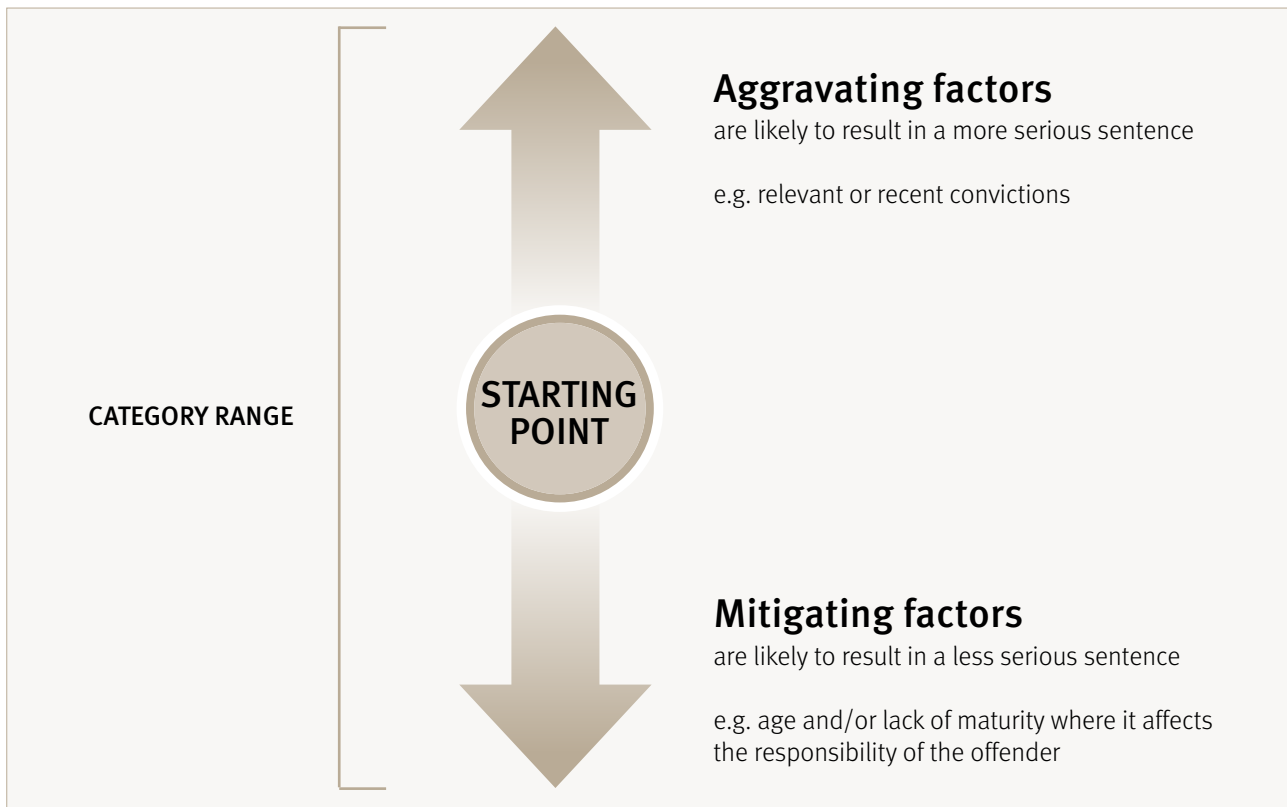 Aggravating factors
are likely to result in a more serious sentence
e.g. relevant or recent convictions
CATEGORY RANGE
STARTING
POINT
Mitigating factors
are likely to result in a less serious sentence
e.g. age and/or lack of maturity where it affects
the responsibility of the offender